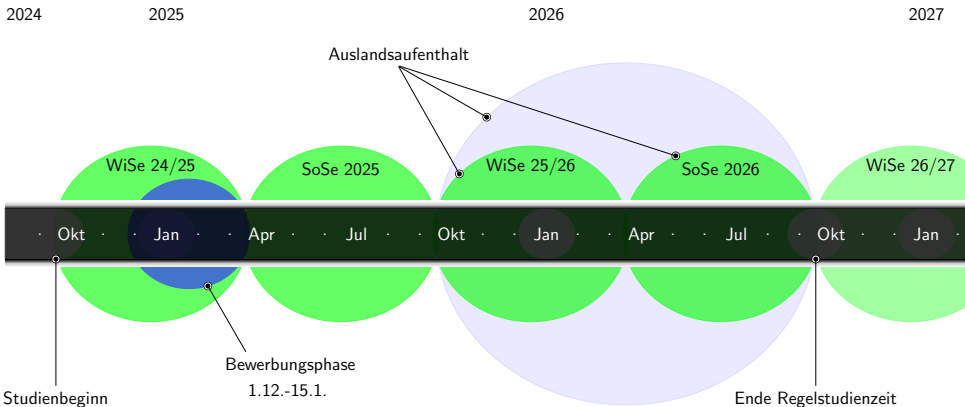 2024 2025 2026 2027
Auslandsaufenthalt
WiSe 24/25 SoSe 2025 WiSe 25/26 SoSe 2026 WiSe 26/27
· Okt · · Jan · · Apr · · Jul · · Okt · · Jan · · Apr · · Jul · · Okt · · Jan ·
Bewerbungsphase
1.12.-15.1.
Studienbeginn Ende Regelstudienzeit